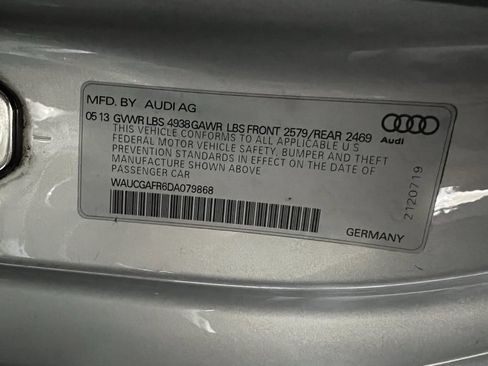 MFD. BY AUDI AG
05 13 GVWR LBS 4938 GAWR LBS FRONT 2579/REAR 2469
THIS VEHICLE CONFORMS TO ALL APPLICABLE U.S
FEDERAL MOTOR VEHICLE SAFETY, BUMPER AND THEFT
PREVENTION STANDARDS IN EFFECT ON THE DATE OF
MANUFACTURE SHOWN ABOVE
PASSENGER CAR
WAUCGAFR6DA079868
Audi
2120719
GERMANY